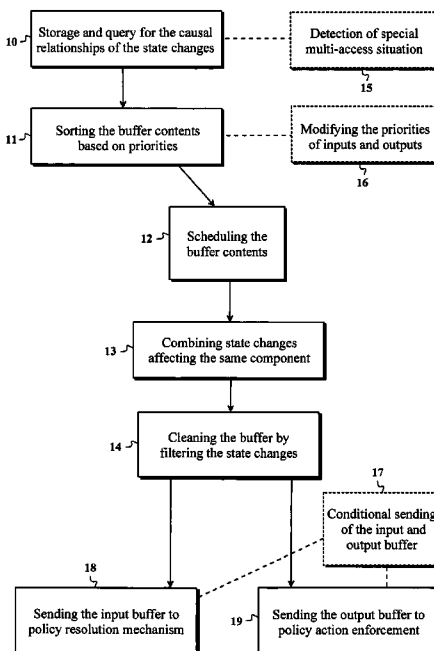 10
Storage and query for the causal
relationships of the state changes
Detection of special
multi-access situation
15
11
Sorting the buffer contents
based on priorities
Modifying the priorities
of inputs and outputs
16
12
Scheduling the
buffer contents
13
Combining state changes
affecting the same component
14
Cleaning the buffer by
filtering the state changes
17
Conditional sending
of the input and
output buffer
18
Sending the input buffer to
policy resolution mechanism
19
Sending the output buffer to
policy action enforcement